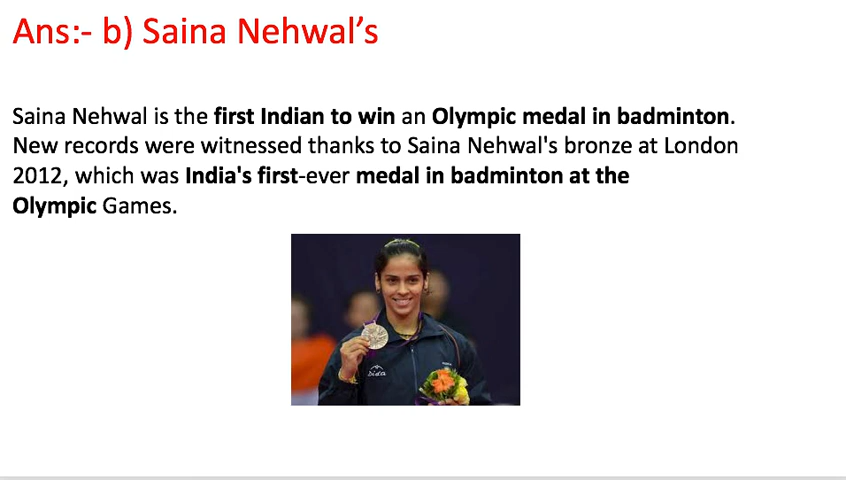 Ans:- b) Saina Nehwal’s
Saina Nehwal is the first Indian to win an Olympic medal in badminton.
New records were witnessed thanks to Saina Nehwal's bronze at London
2012, which was India's first-ever medal in badminton at the
Olympic Games.